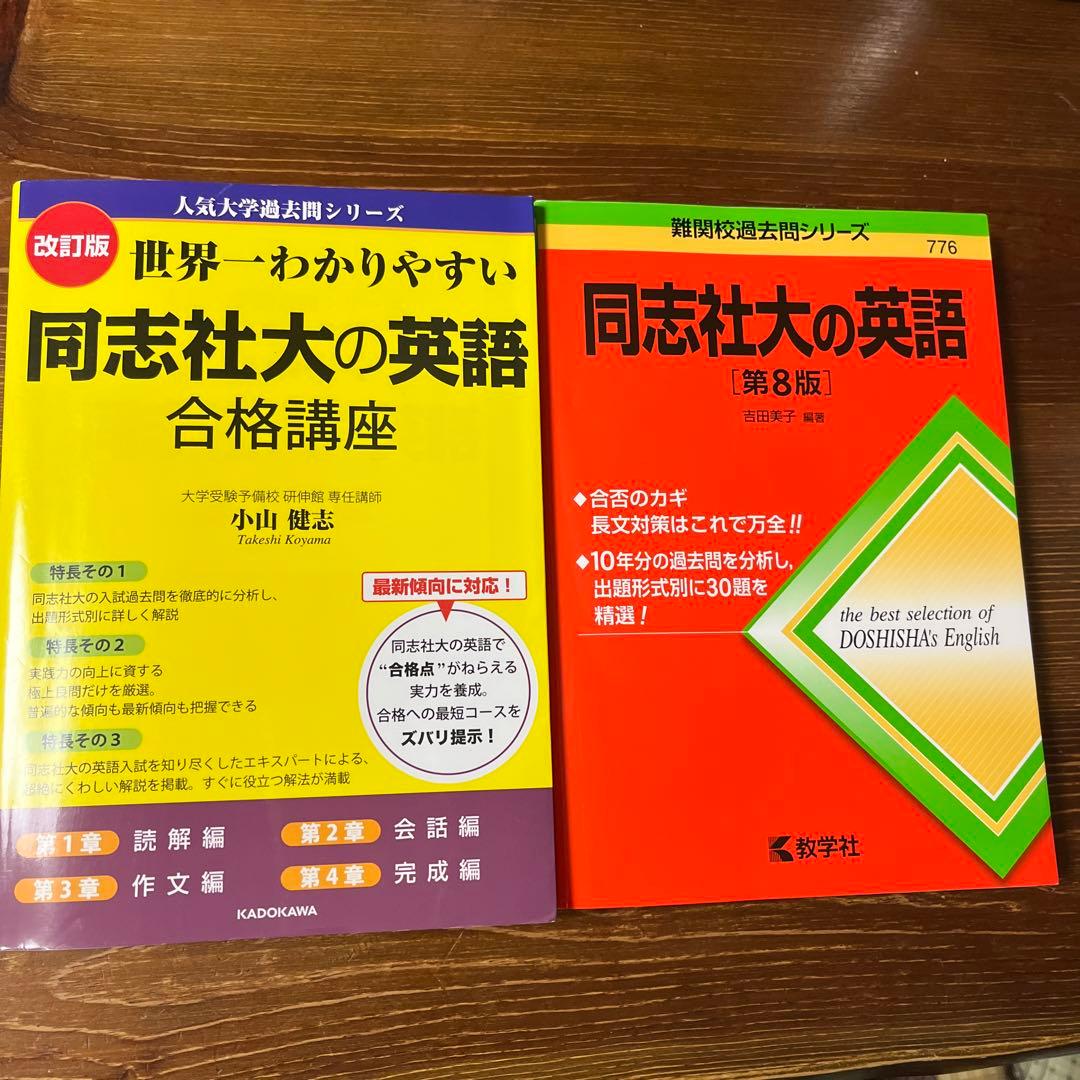 人気大学過去問シリーズ
改訂版
世界一わかりやすい
同志社大の英語
合格講座
大学受験予備校 研伸館 専任講師
小山 健志
Takeshi Koyama
特長その1
同志社大の入試過去問を徹底的に分析し、
出題形式別に詳しく解説
特長その2
実践力の向上に資する
極上良問だけを厳選。
普遍的な傾向も最新傾向も把握できる
特長その3
同志社大の英語入試を知り尽くしたエキスパートによる、
超絶にくわしい解説を掲載。すぐに役立つ解法が満載
最新傾向に対応!
同志社大の英語で
“合格点”がねらえる
実力を養成。
合格への最短コースを
ズバリ提示!
第1章 読解編
第2章 会話編
第3章 作文編
第4章 完成編
KADOKAWA
難関校過去問シリーズ
776
同志社大の英語
[第8版]
吉田美子 編著
◆合否のカギ
長文対策はこれで万全!!
◆10年分の過去問を分析し,
出題形式別に30題を
精選!
the best selection of
DOSHISHA's English
教学社